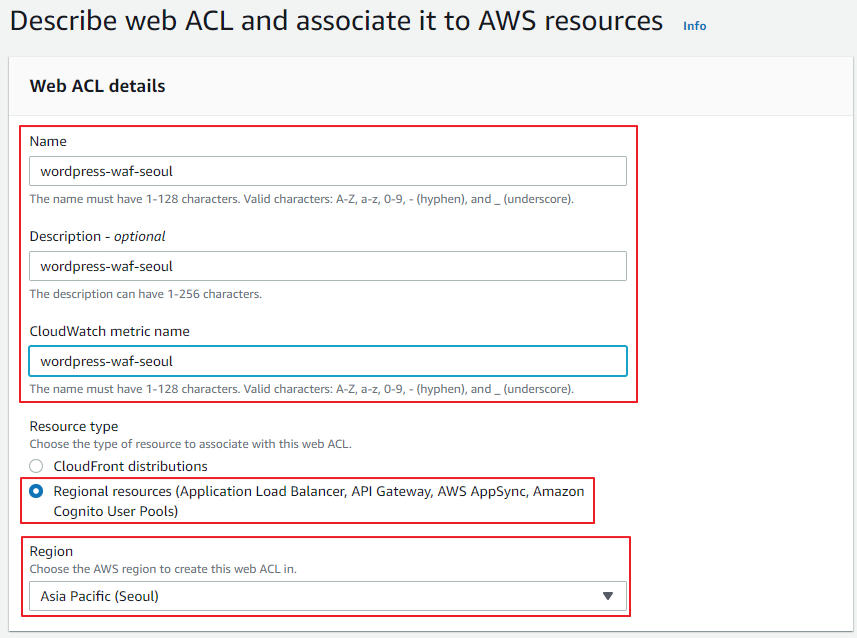 Describe web ACL and associate it to AWS resources Info
Web ACL details
Name
wordpress-waf-seoul
The name must have 1-128 characters. Valid characters: A-Z, a-z, 0-9, - (hyphen), and _ (underscore).
Description - optional
wordpress-waf-seoul
The description can have 1-256 characters.
CloudWatch metric name
wordpress-waf-seoul
The name must have 1-128 characters. Valid characters: A-Z, a-z, 0-9, - (hyphen), and _ (underscore).
Resource type
Choose the type of resource to associate with this web ACL.
CloudFront distributions
Regional resources (Application Load Balancer, API Gateway, AWS AppSync, Amazon
Cognito User Pools)
Region
Choose the AWS region to create this web ACL in.
Asia Pacific (Seoul)